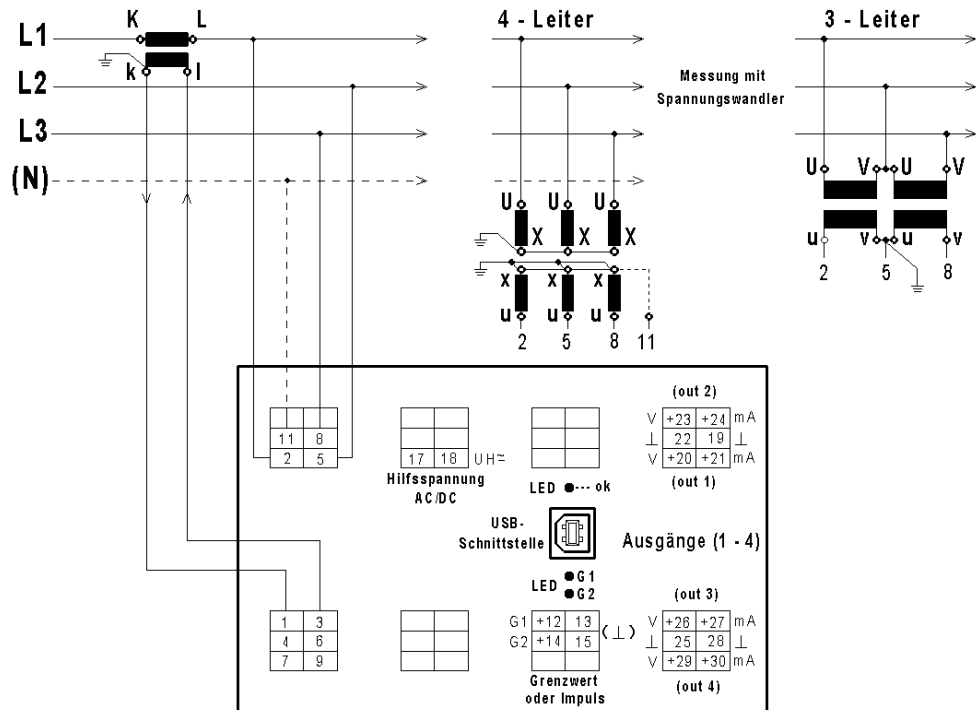 K L 4 - Leiter 3 - Leiter
L1
k l
L2 Messung mit
Spannungswandler
L3
U V U V
(N)
U U U
X X X
u v u v
2 5 8
x x x
u u u
2 5 8 11
(out 2)
V +23 +24 mA
11 8 ⊥ 22 19 ⊥
2 5 17 18 UH≂ V +20 +21 mA
Hilfsspannung
AC/DC
LED ok (out 1)
USB-
Schnittstelle Ausgänge (1 - 4)
LED G1
G2
(out 3)
1 3 G1 +12 13 V +26 +27 mA
4 6 G2 +14 15 (⊥) ⊥ 25 28 ⊥
7 9 V +29 +30 mA
Grenzwert
oder Impuls
(out 4)